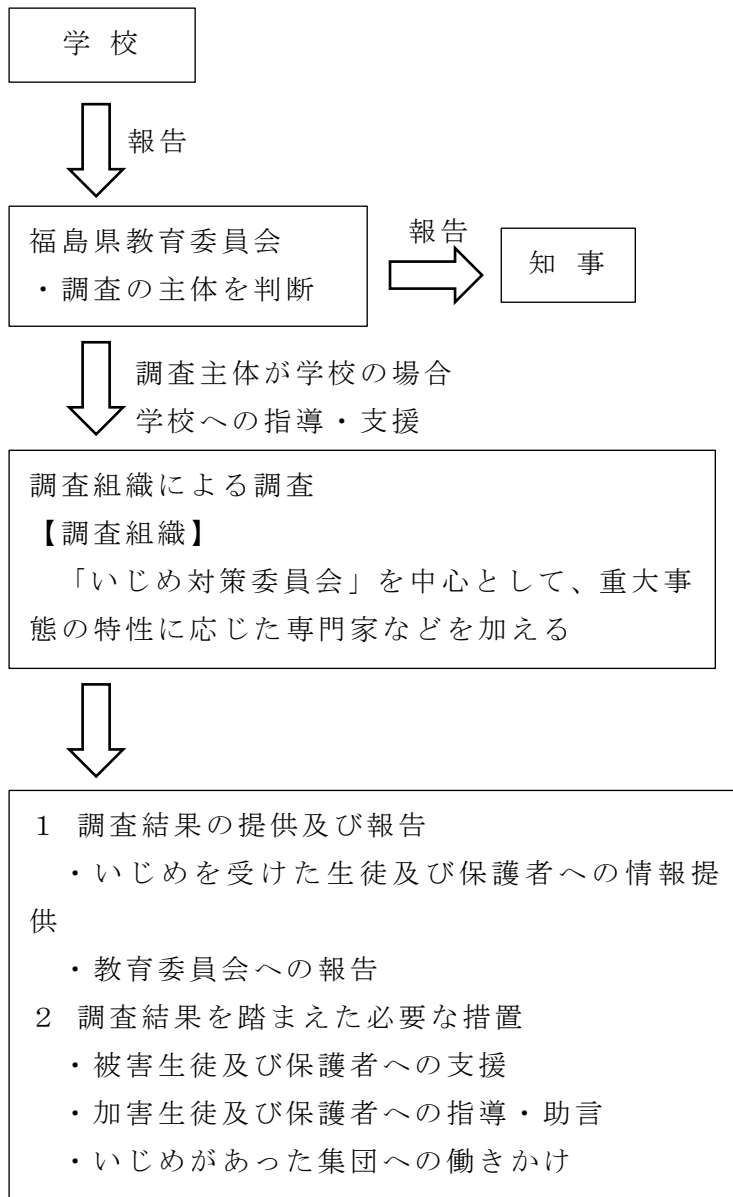 学校
報告
福島県教育委員会
・調査の主体を判断
報告
知事
調査主体が学校の場合
学校への指導・支援
調査組織による調査
【調査組織】
「いじめ対策委員会」を中心として、重大事
態の特性に応じた専門家などを加える
1 調査結果の提供及び報告
・いじめを受けた生徒及び保護者への情報提
供
・教育委員会への報告
2 調査結果を踏まえた必要な措置
・被害生徒及び保護者への支援
・加害生徒及び保護者への指導・助言
・いじめがあった集団への働きかけ